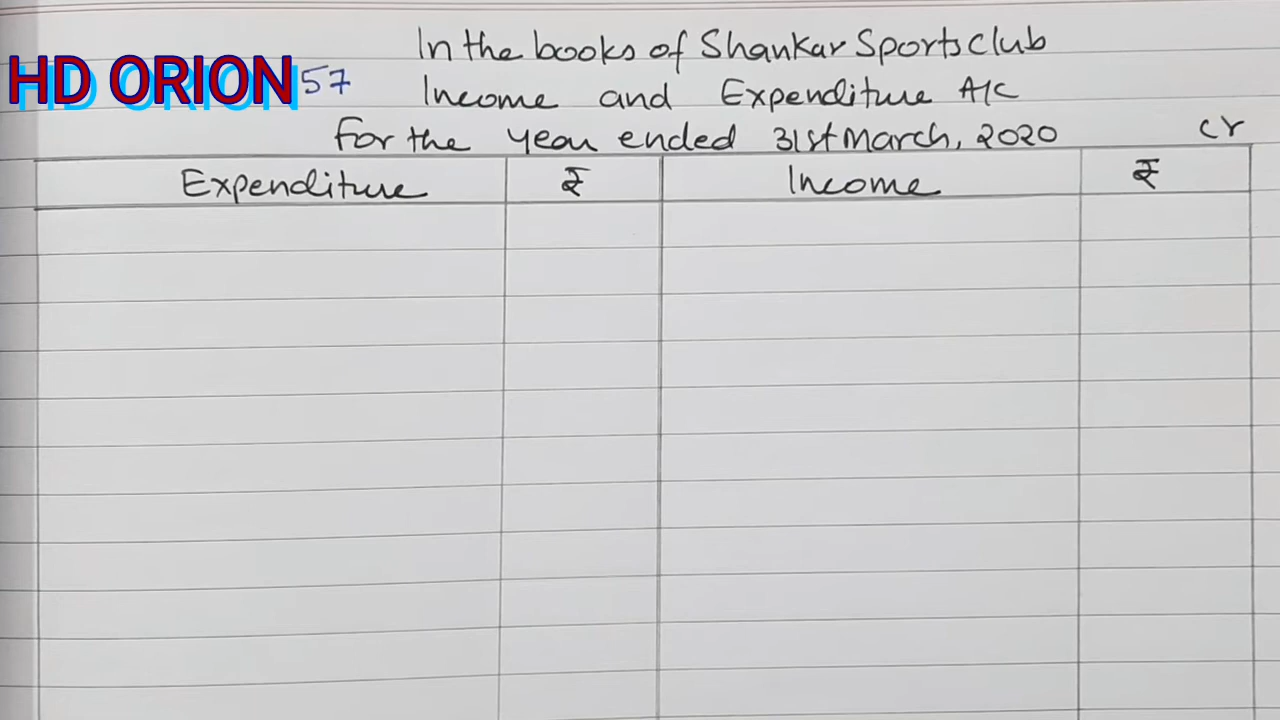 In the books of Shankar Sports Club
HD ORION 57 Income and Expenditure A/C
For the year ended 31st March, 2020 cr
Expenditure ₹ Income ₹